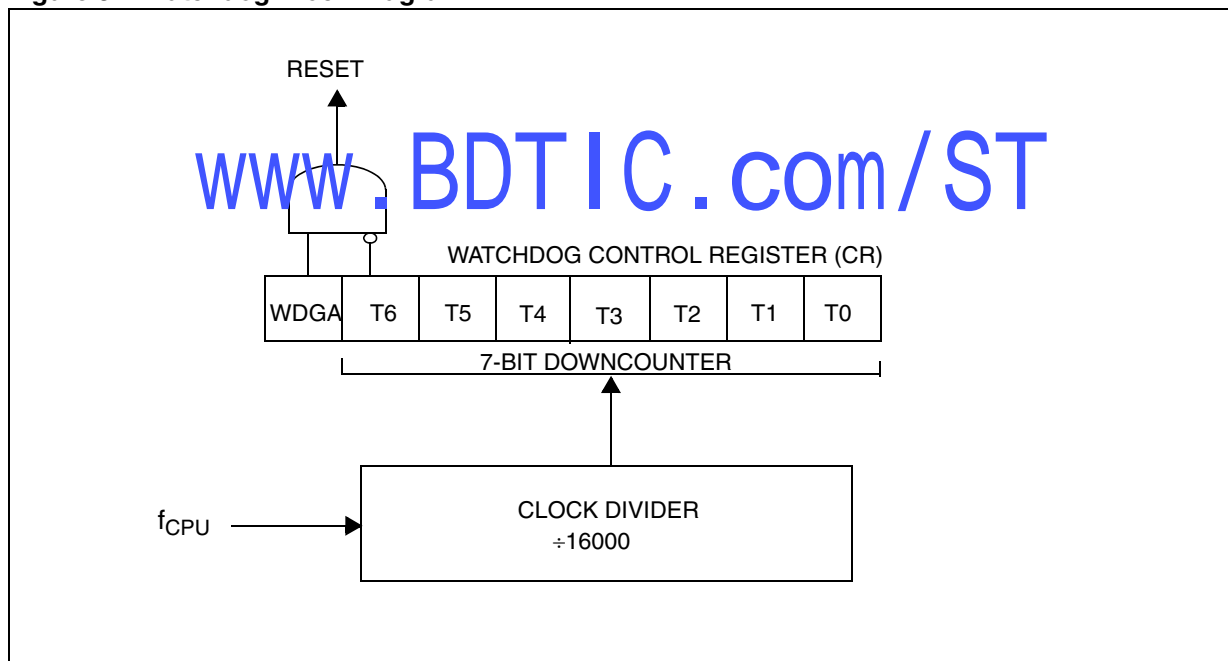 RESET
www.BDTIC.com/ST
WATCHDOG CONTROL REGISTER (CR)
WDGA T6 T5 T4 T3 T2 T1 T0
7-BIT DOWNCOUNTER
fCPU
CLOCK DIVIDER
÷16000